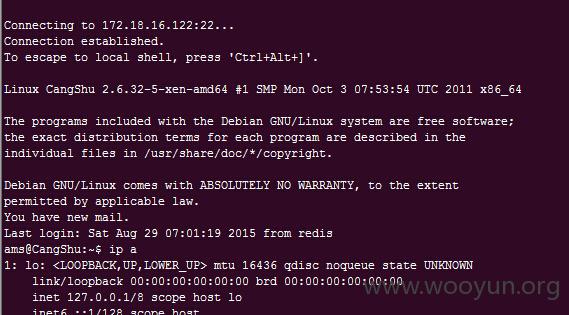 Connecting to 172.18.16.122:22...
Connection established.
To escape to local shell, press 'Ctrl+Alt+]'.
Linux CangShu 2.6.32-5-xen-amd64 #1 SMP Mon Oct 3 07:53:54 UTC 2011 x86_64
The programs included with the Debian GNU/Linux system are free software;
the exact distribution terms for each program are described in the
individual files in /usr/share/doc/*/copyright.
Debian GNU/Linux comes with ABSOLUTELY NO WARRANTY, to the extent
permitted by applicable law.
You have new mail.
Last login: Sat Aug 29 07:01:19 2015 from redis
ams@CangShu:~$ ip a
1: lo: <LOOPBACK,UP,LOWER_UP> mtu 16436 qdisc noqueue state UNKNOWN
link/loopback 00:00:00:00:00:00 brd 00:00:00:00:00:00
inet 127.0.0.1/8 scope host lo
inet6 ::1/128 scope host
www.wooyun.org